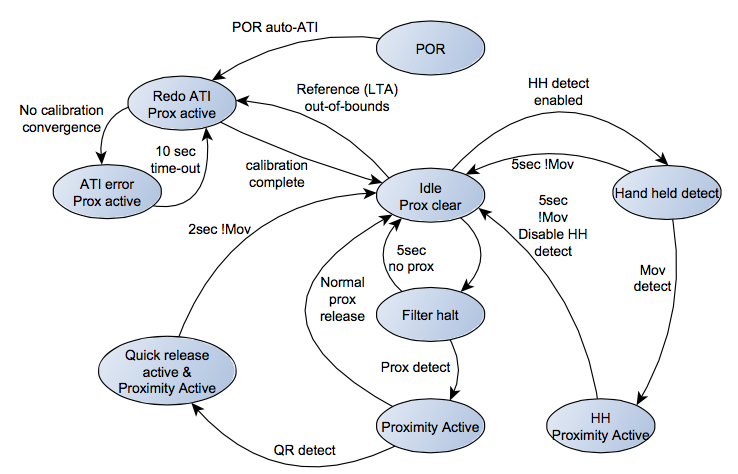 POR auto-ATI
POR
Redo ATI
Prox active
Reference (LTA)
out-of-bounds
HH detect
enabled
No calibration
convergence
10 sec
time-out
calibration
complete
5sec !Mov
ATI error
Prox active
Idle
Prox clear
Hand held detect
2sec !Mov
5sec
no prox
5sec
!Mov
Disable HH
detect
Normal
prox
release
Mov
detect
Filter halt
Quick release
active &
Proximity Active
Prox detect
Proximity Active
HH
Proximity Active
QR detect